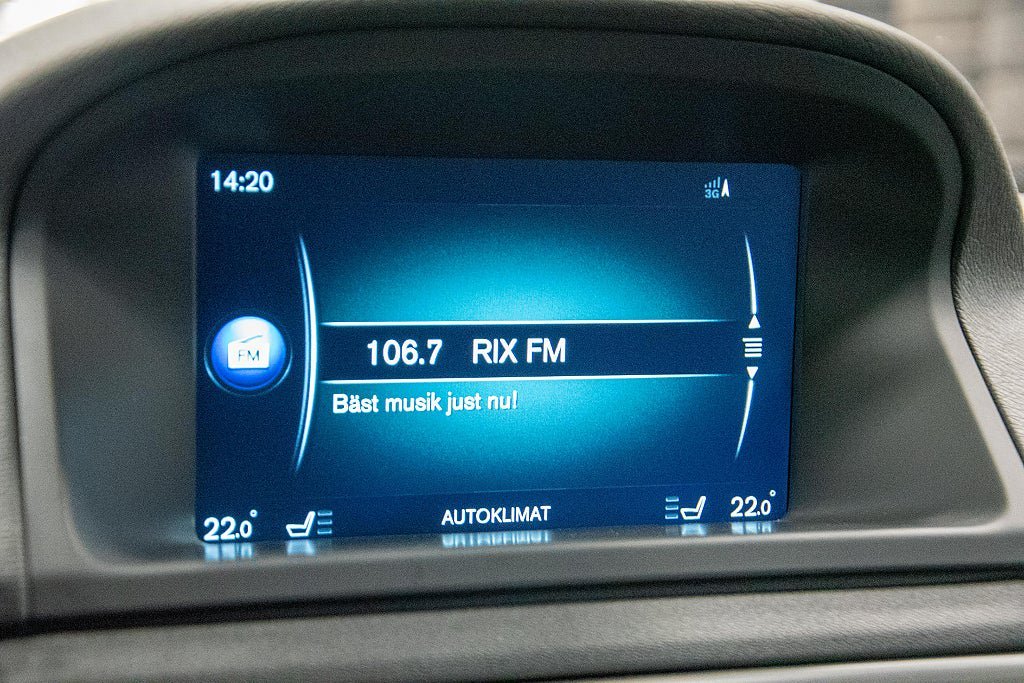 14:20
3G
FM
106.7 RIX FM
Bäst musik just nu!
22.0° AUTOKLIMAT 22.0°